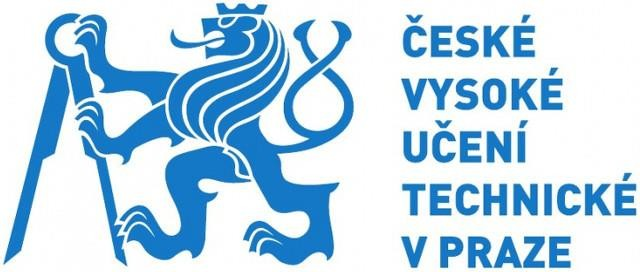 ČESKÉ
VYSOKÉ
UČENÍ
TECHNICKÉ
V PRAZE